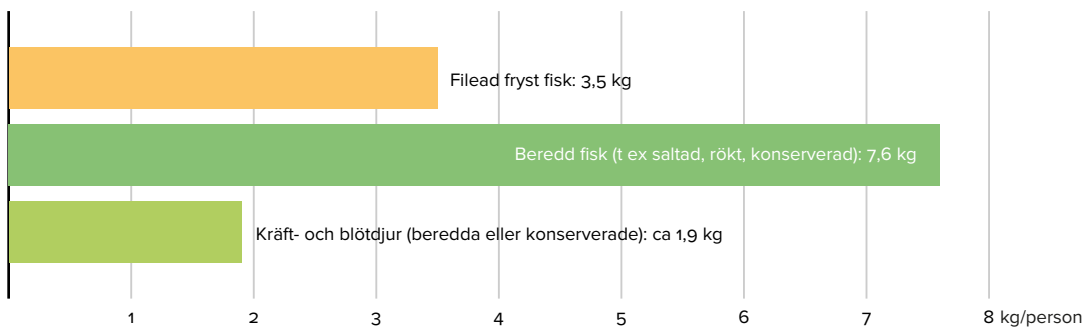 Filead fryst fisk: 3,5 kg
Beredd fisk (t ex saltad, rökt, konserverad): 7,6 kg
Kräft- och blötdjur (beredda eller konserverade): ca 1,9 kg
1 2 3 4 5 6 7 8 kg/person